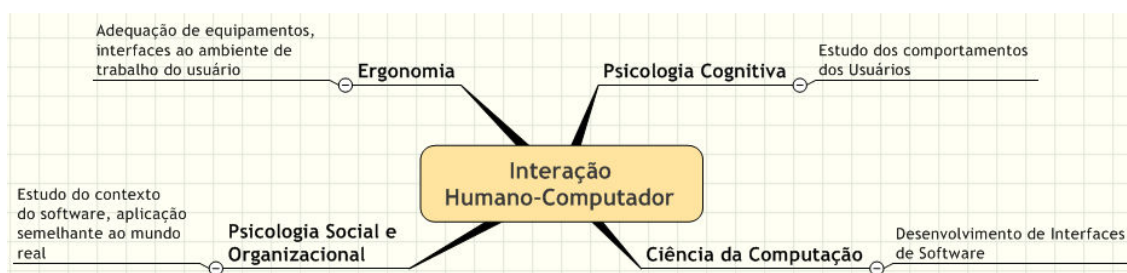 Adequação de equipamentos,
interfaces ao ambiente de
trabalho do usuário
Ergonomia
Psicologia Cognitiva
Estudo dos comportamentos
dos Usuários
Interação
Humano-Computador
Estudo do contexto
do software, aplicação
semelhante ao mundo
real
Psicologia Social e
Organizacional
Ciência da Computação
Desenvolvimento de Interfaces
de Software